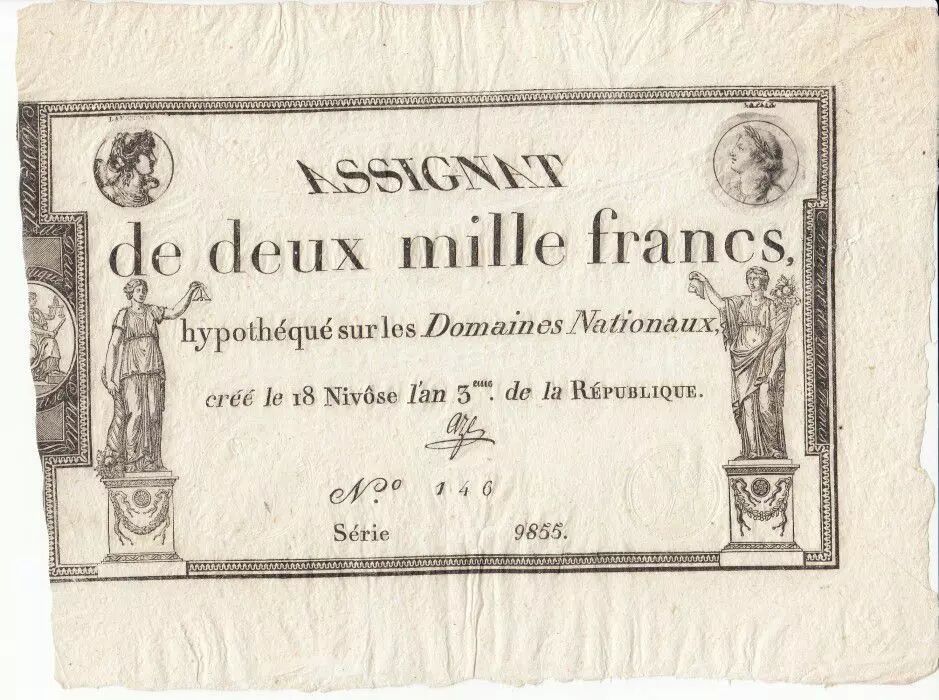 ASSIGNAT
de deux mille francs,
hypothéqué sur les Domaines Nationaux,
créé le 18 Nivôse l'an 3eme. de la RÉPUBLIQUE.
N.o 146
Série 9855.